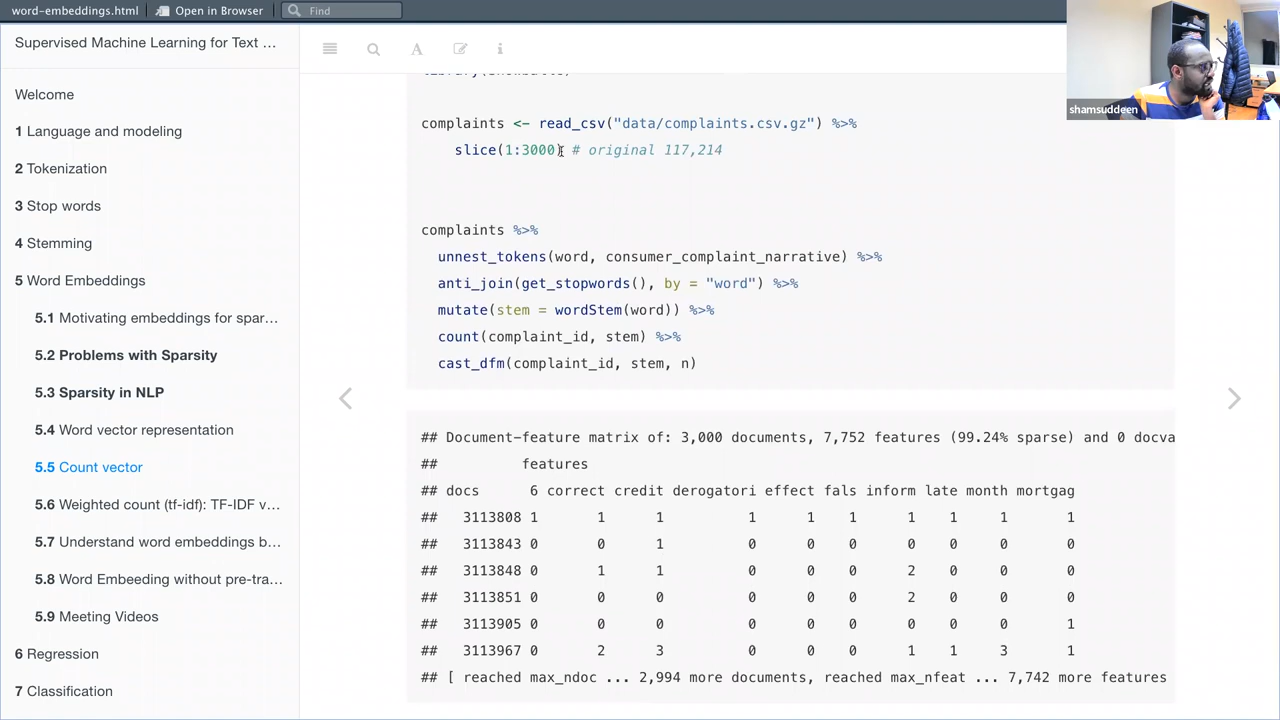 word-embeddings.html
Open in Browser
Find
Supervised Machine Learning for Text ...
Welcome
1 Language and modeling
2 Tokenization
3 Stop words
4 Stemming
5 Word Embeddings
5.1 Motivating embeddings for spar...
5.2 Problems with Sparsity
5.3 Sparsity in NLP
5.4 Word vector representation
5.5 Count vector
5.6 Weighted count (tf-idf): TF-IDF v...
5.7 Understand word embeddings b...
5.8 Word Embeeding without pre-tra...
5.9 Meeting Videos
6 Regression
7 Classification
shamsuddeen
complaints <- read_csv("data/complaints.csv.gz") %>%
slice(1:3000) # original 117,214
complaints %>%
unnest_tokens(word, consumer_complaint_narrative) %>%
anti_join(get_stopwords(), by = "word") %>%
mutate(stem = wordStem(word)) %>%
count(complaint_id, stem) %>%
cast_dfm(complaint_id, stem, n)
## Document-feature matrix of: 3,000 documents, 7,752 features (99.24% sparse) and 0 docva
## features
## docs 6 correct credit derogatori effect fals inform late month mortgag
## 3113808 1 1 1 1 1 1 1 1 1 1
## 3113843 0 0 1 0 0 0 0 0 0 0
## 3113848 0 1 1 0 0 0 2 0 0 0
## 3113851 0 0 0 0 0 0 2 0 0 0
## 3113905 0 0 0 0 0 0 0 0 0 1
## 3113967 0 2 3 0 0 0 1 1 3 1
## [ reached max_ndoc ... 2,994 more documents, reached max_nfeat ... 7,742 more features